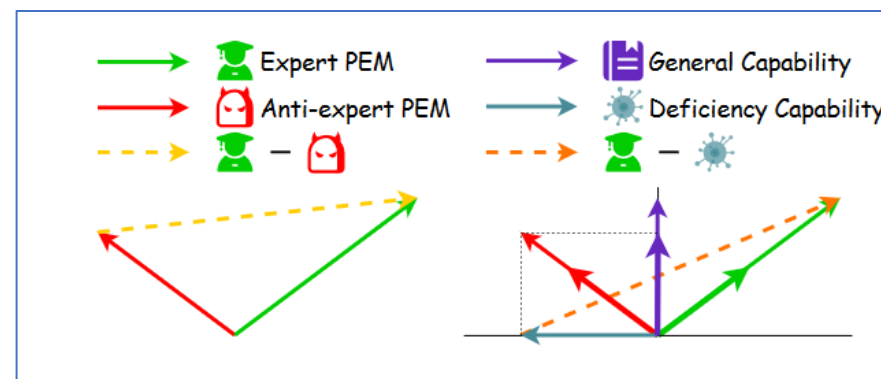 Expert PEM
General Capability
Anti-expert PEM
Deficiency Capability